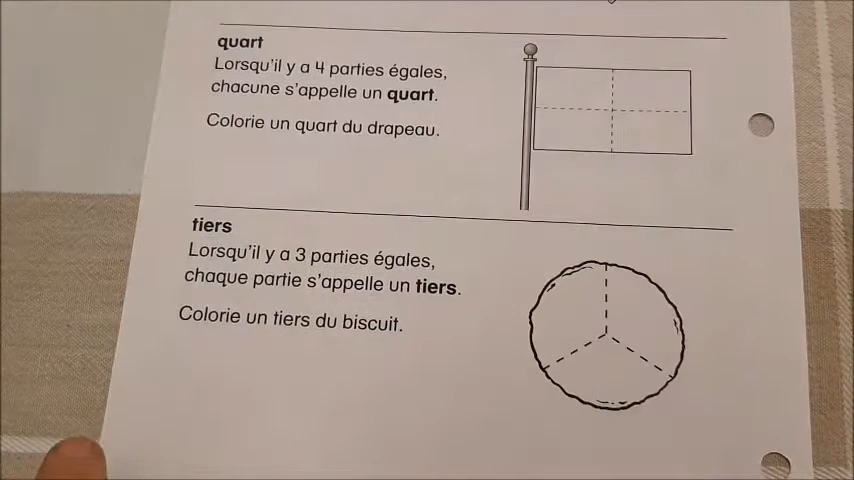 quart
Lorsqu'il y a 4 parties égales,
chacune s'appelle un quart.
Colorie un quart du drapeau.
tiers
Lorsqu'il y a 3 parties égales,
chaque partie s'appelle un tiers.
Colorie un tiers du biscuit.